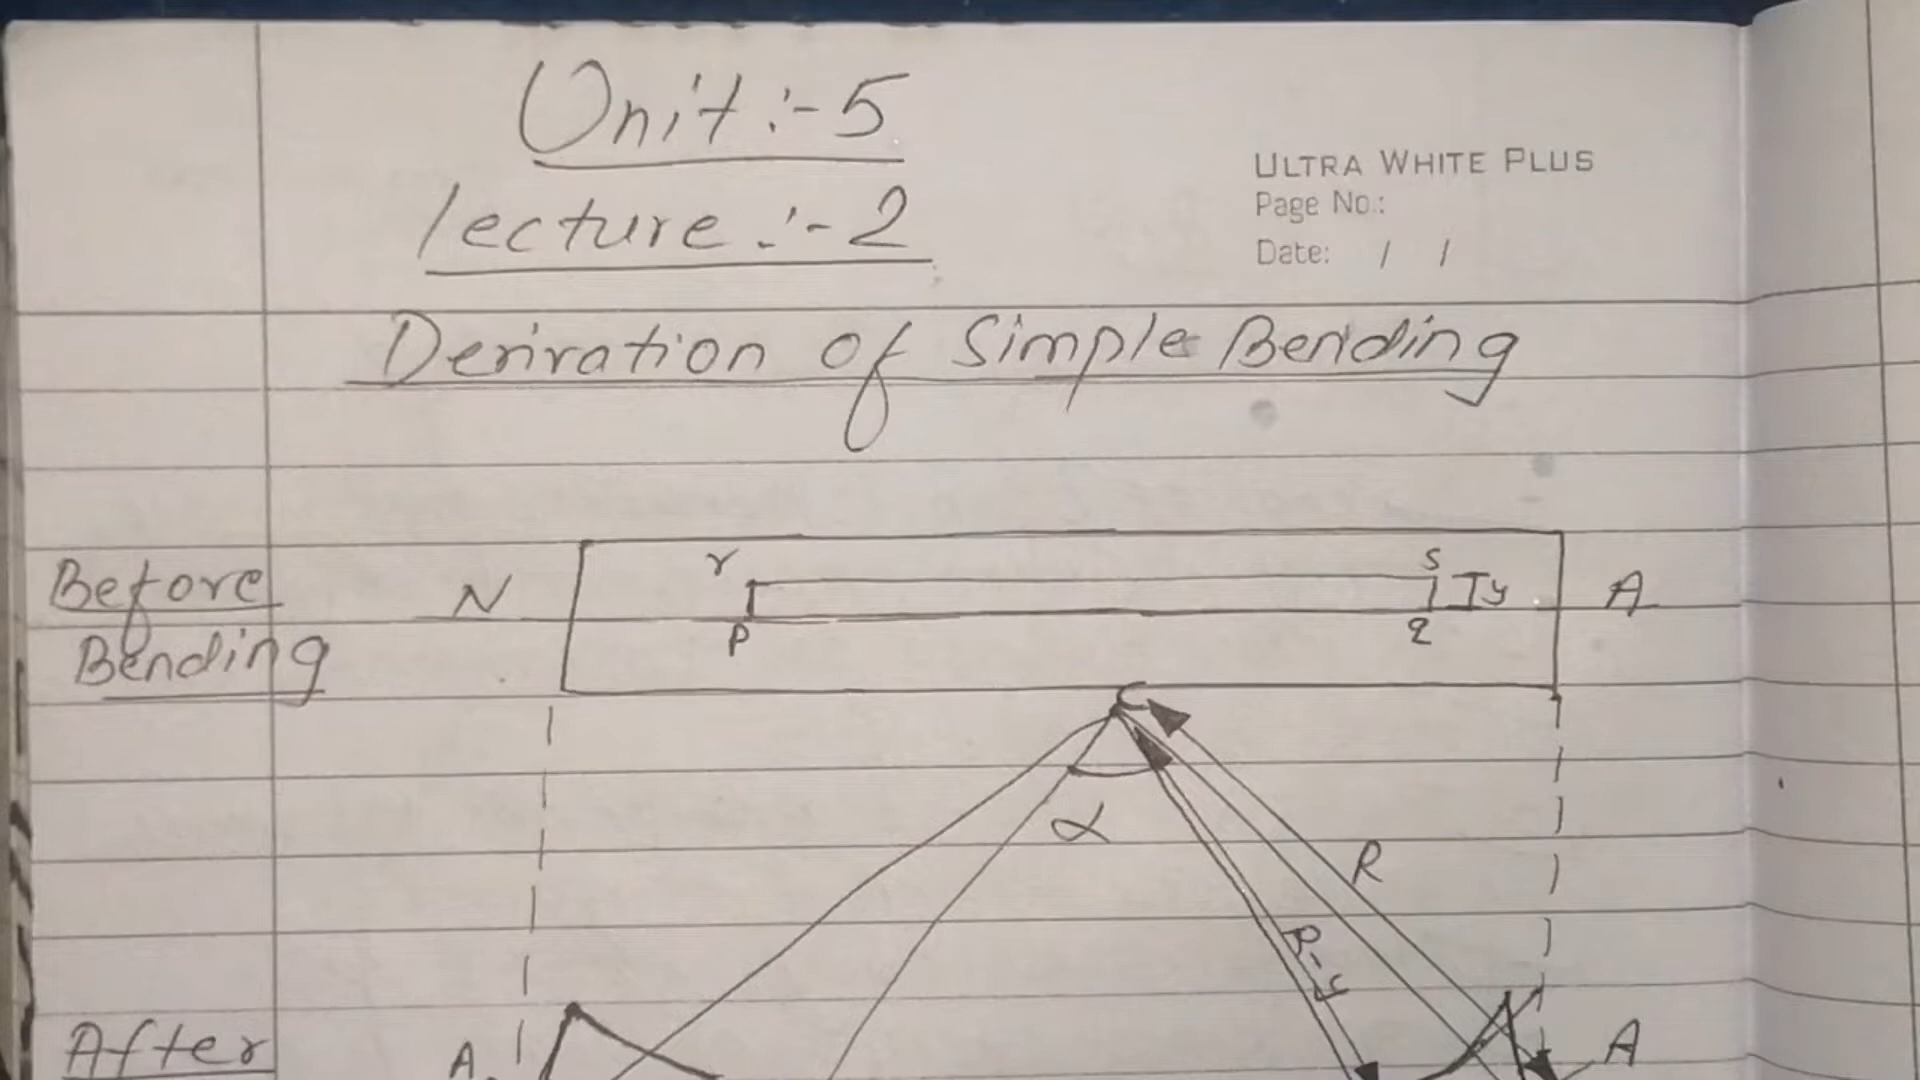 Unit :- 5
lecture :- 2
ULTRA WHITE PLUS
Page No.:
Date: / /
Derivation of Simple Bending
Before
Bending
N
r
s
y
A
p
q
C
α
R
R-y
After
A
A